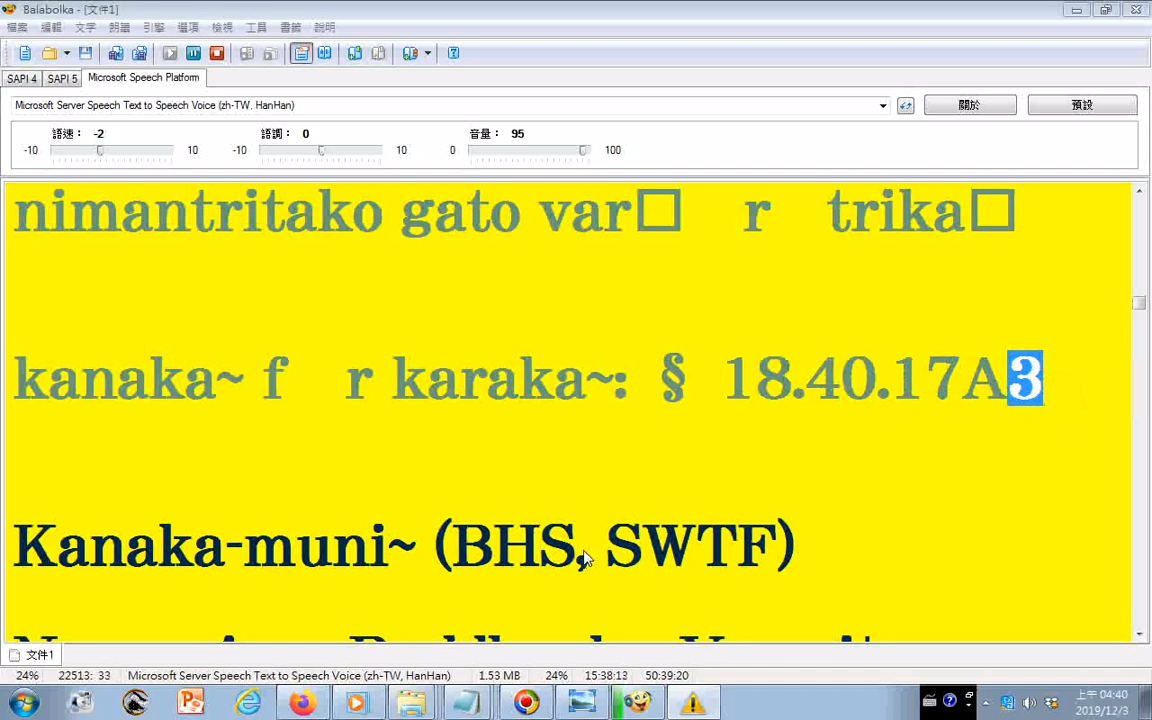 Balabolka - [文件1]
檔案 編輯 文字 朗讀 引擎 選項 檢視 工具 書籤 說明
SAPI 4 SAPI 5 Microsoft Speech Platform
Microsoft Server Speech Text to Speech Voice (zh-TW, HanHan) 關於 預設
語速： -2 語調： 0 音量： 95
-10 10 -10 10 0 100
nimantritako gato var□ r trika□
kanaka~ f r karaka~: § 18.40.17A3
Kanaka-muni~ (BHS, SWTF)
文件1
24% 22513: 33 Microsoft Server Speech Text to Speech Voice (zh-TW, HanHan) 1.53 MB 24% 15:38:13 50:39:20
上午 04:40
2019/12/3